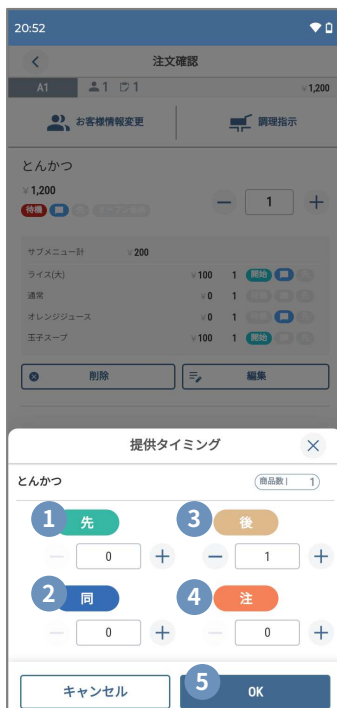 20:52
注文確認
A1 1 1 ¥1,200
お客様情報変更 調理指示
とんかつ
¥1,200
待機
1
サブメニュー計 ¥200
ライス(大) ¥100 1 開始
通常 ¥0 1
オレンジジュース ¥0 1
玉子スープ ¥100 1 開始
削除 編集
提供タイミング
とんかつ 商品数 | 1
1 先 3 後
0 1
2 同 4 注
0 0
キャンセル 5 OK